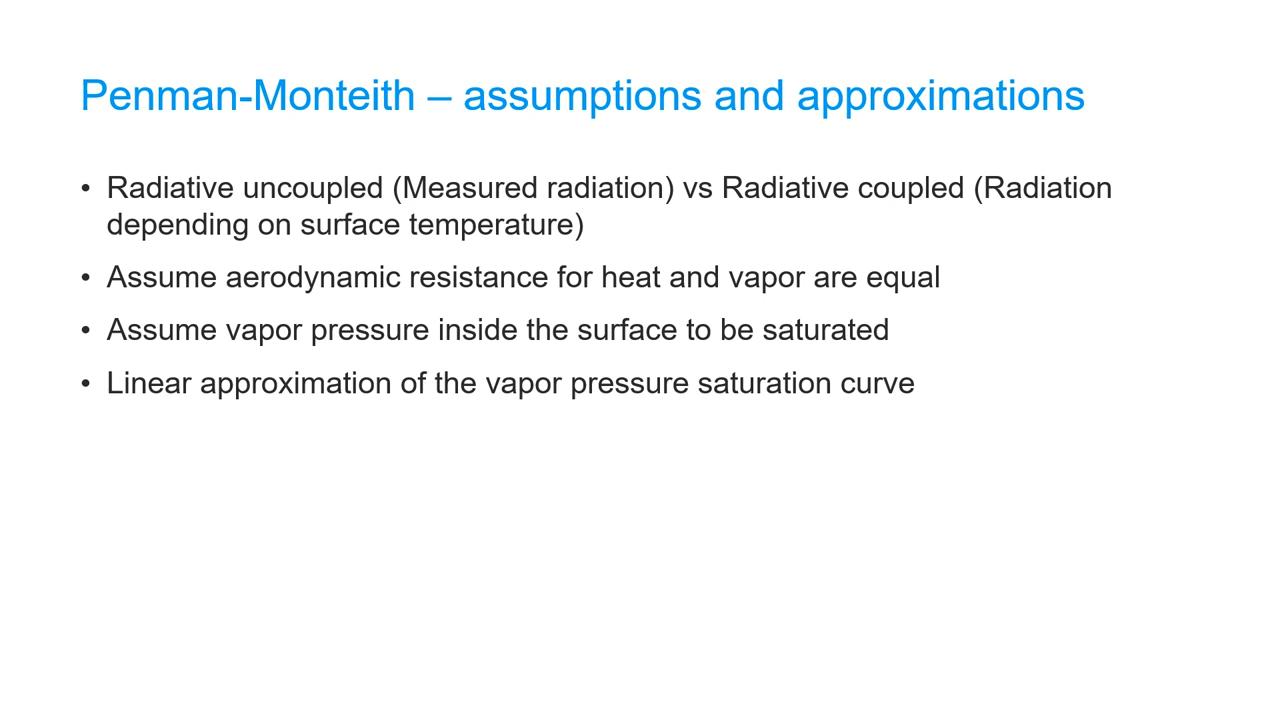 Penman-Monteith – assumptions and approximations
• Radiative uncoupled (Measured radiation) vs Radiative coupled (Radiation
depending on surface temperature)
• Assume aerodynamic resistance for heat and vapor are equal
• Assume vapor pressure inside the surface to be saturated
• Linear approximation of the vapor pressure saturation curve